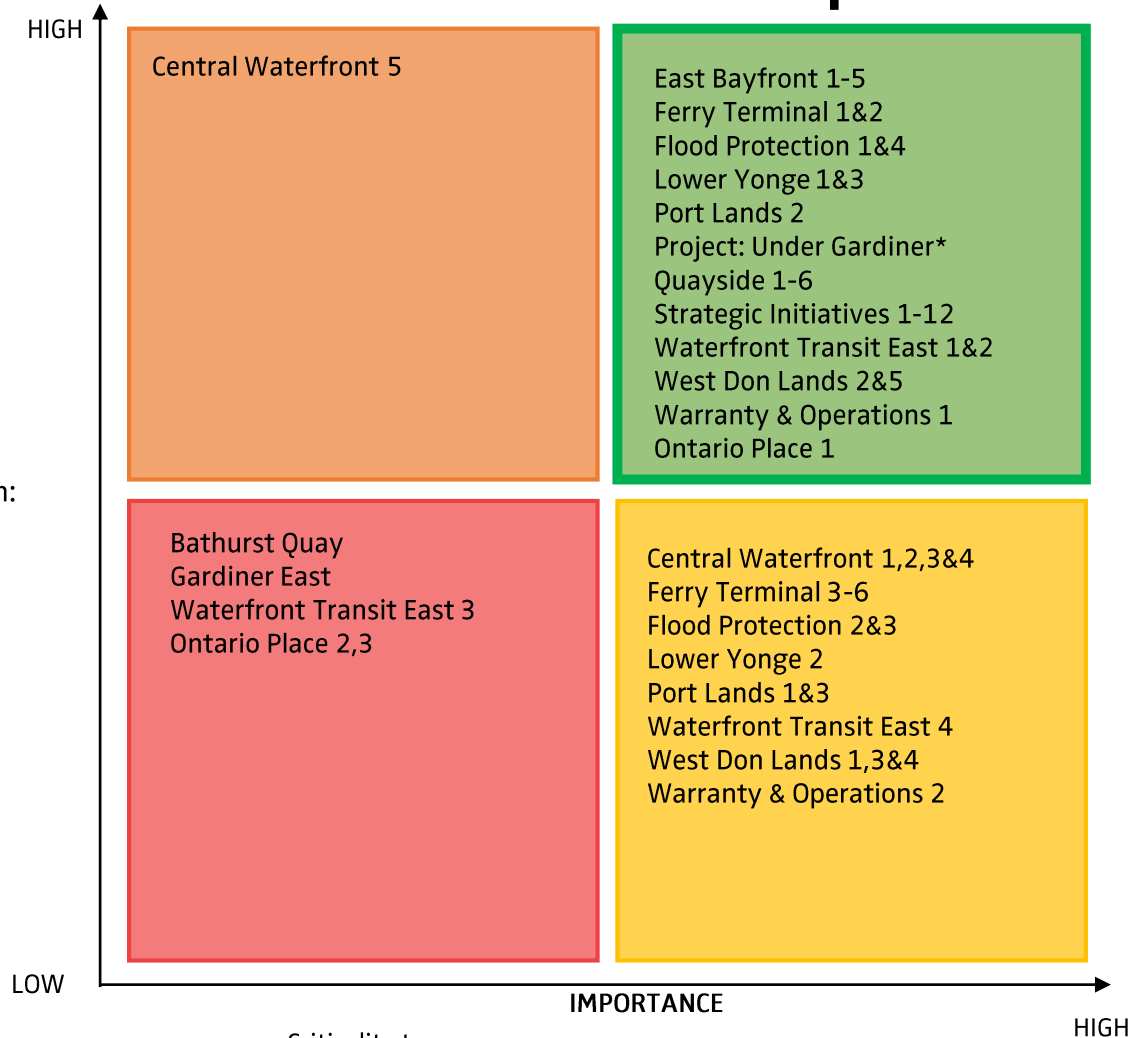 HIGH
Central Waterfront 5
East Bayfront 1-5
Ferry Terminal 1&2
Flood Protection 1&4
Lower Yonge 1&3
Port Lands 2
Project: Under Gardiner*
Quayside 1-6
Strategic Initiatives 1-12
Waterfront Transit East 1&2
West Don Lands 2&5
Warranty & Operations 1
Ontario Place 1
Bathurst Quay
Gardiner East
Waterfront Transit East 3
Ontario Place 2,3
Central Waterfront 1,2,3&4
Ferry Terminal 3-6
Flood Protection 2&3
Lower Yonge 2
Port Lands 1&3
Waterfront Transit East 4
West Don Lands 1,3&4
Warranty & Operations 2
LOW
IMPORTANCE
HIGH